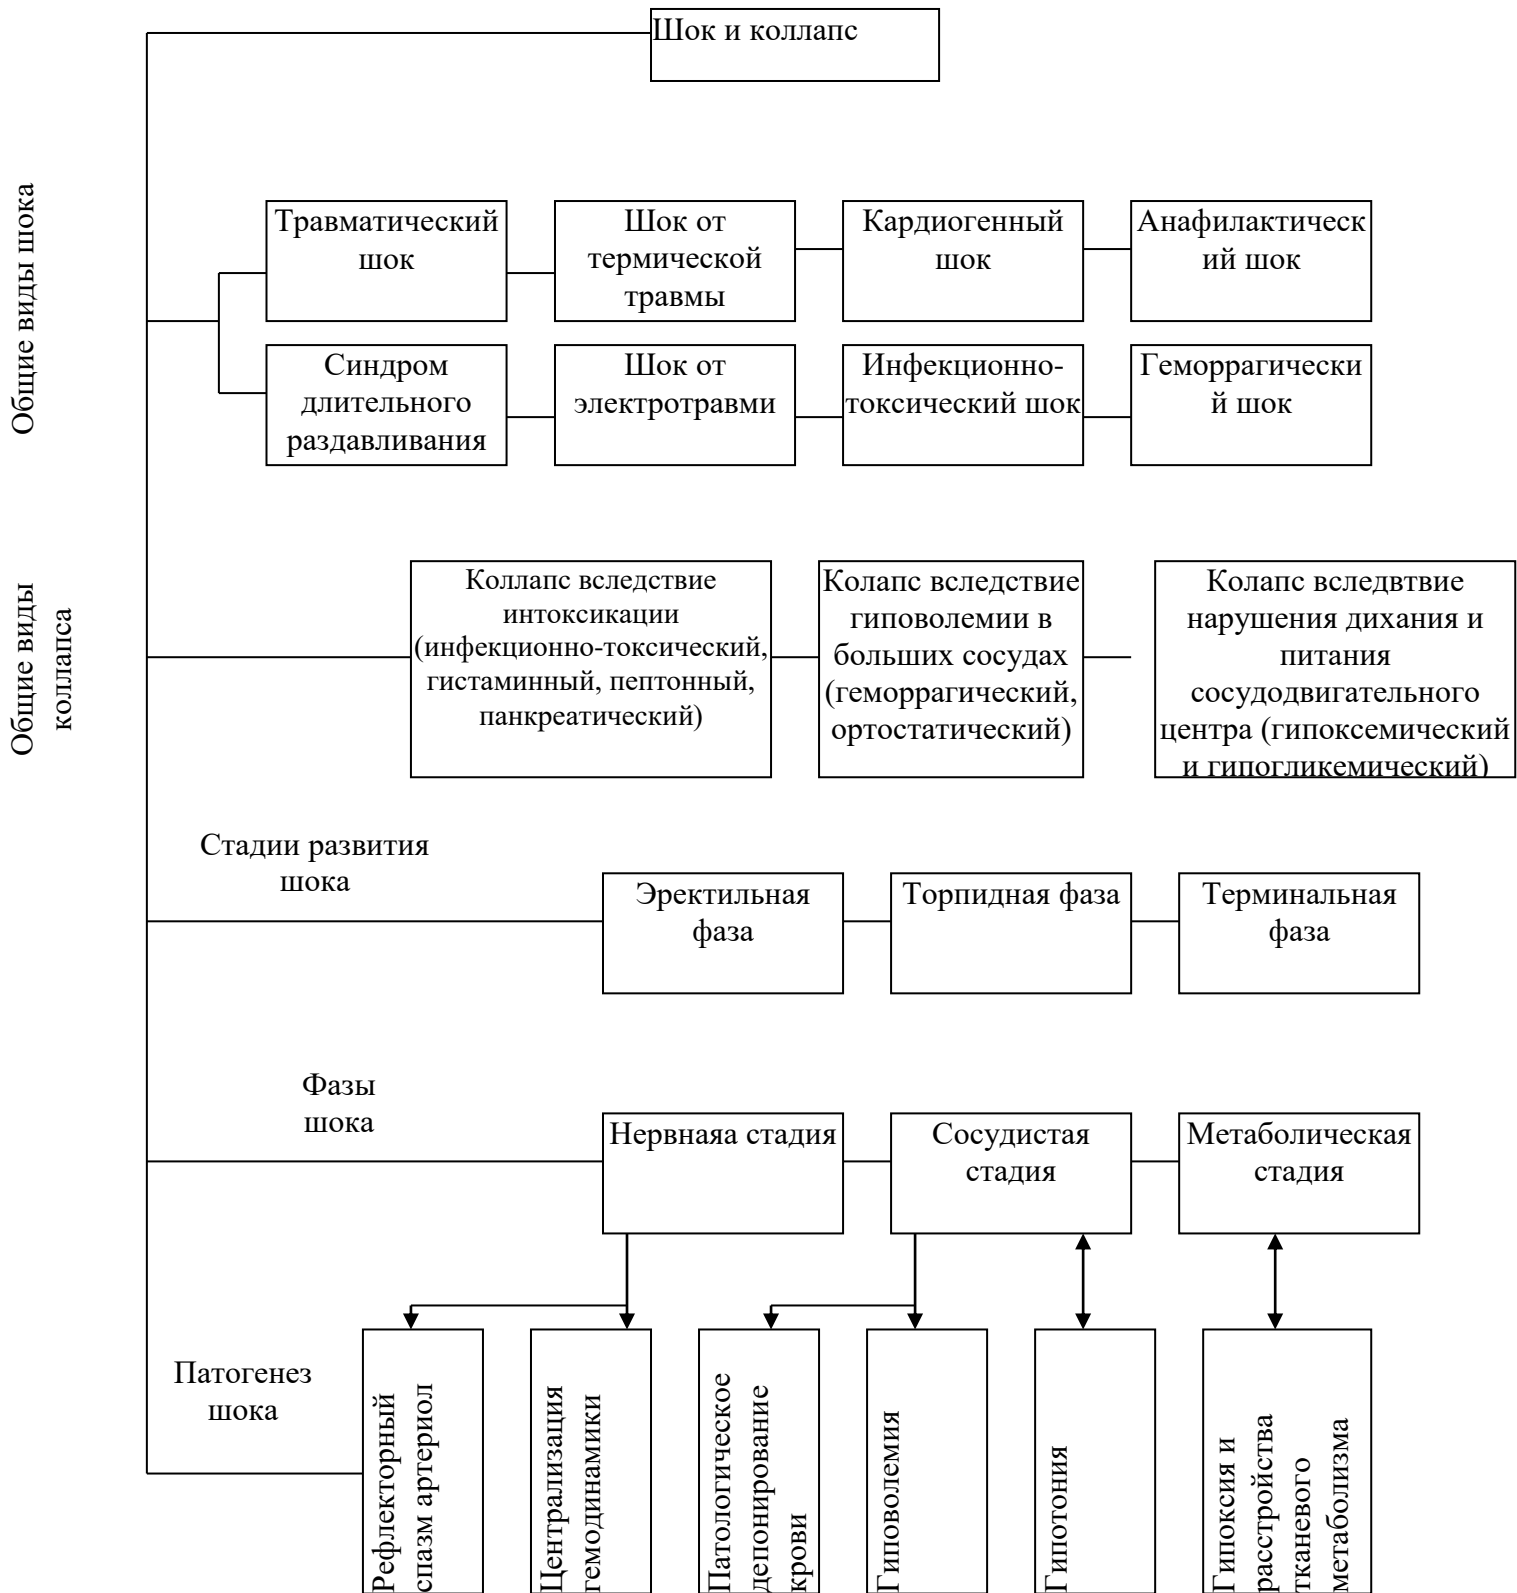 Шок и коллапс
Общие виды шока
Травматический
шок
Шок от
термической
травмы
Кардиогенный
шок
Анафилактическ
ий шок
Синдром
длительного
раздавливания
Шок от
электротравми
Инфекционно-
токсический шок
Геморрагически
й шок
Общие виды
коллапса
Коллапс вследствие
интоксикации
(инфекционно-токсический,
гистаминный, пептонный,
панкреатический)
Колапс вследствие
гиповолемии в
больших сосудах
(геморрагический,
ортостатический)
Колапс вследвтвие
нарушения дихания и
питания
сосудодвигательного
центра (гипоксемический
и гипогликемический)
Стадии развития
шока
Эректильная
фаза
Торпидная фаза
Терминальная
фаза
Фазы
шока
Нервнаяа стадия
Сосудистая
стадия
Метаболическая
стадия
Патогенез
шока
Рефлекторный
спазм артериол
Централизация
гемодинамики
Патологическое
депонирование
крови
Гиповолемия
Гипотония
Гипоксия и
расстройства
тканевого
метаболизма